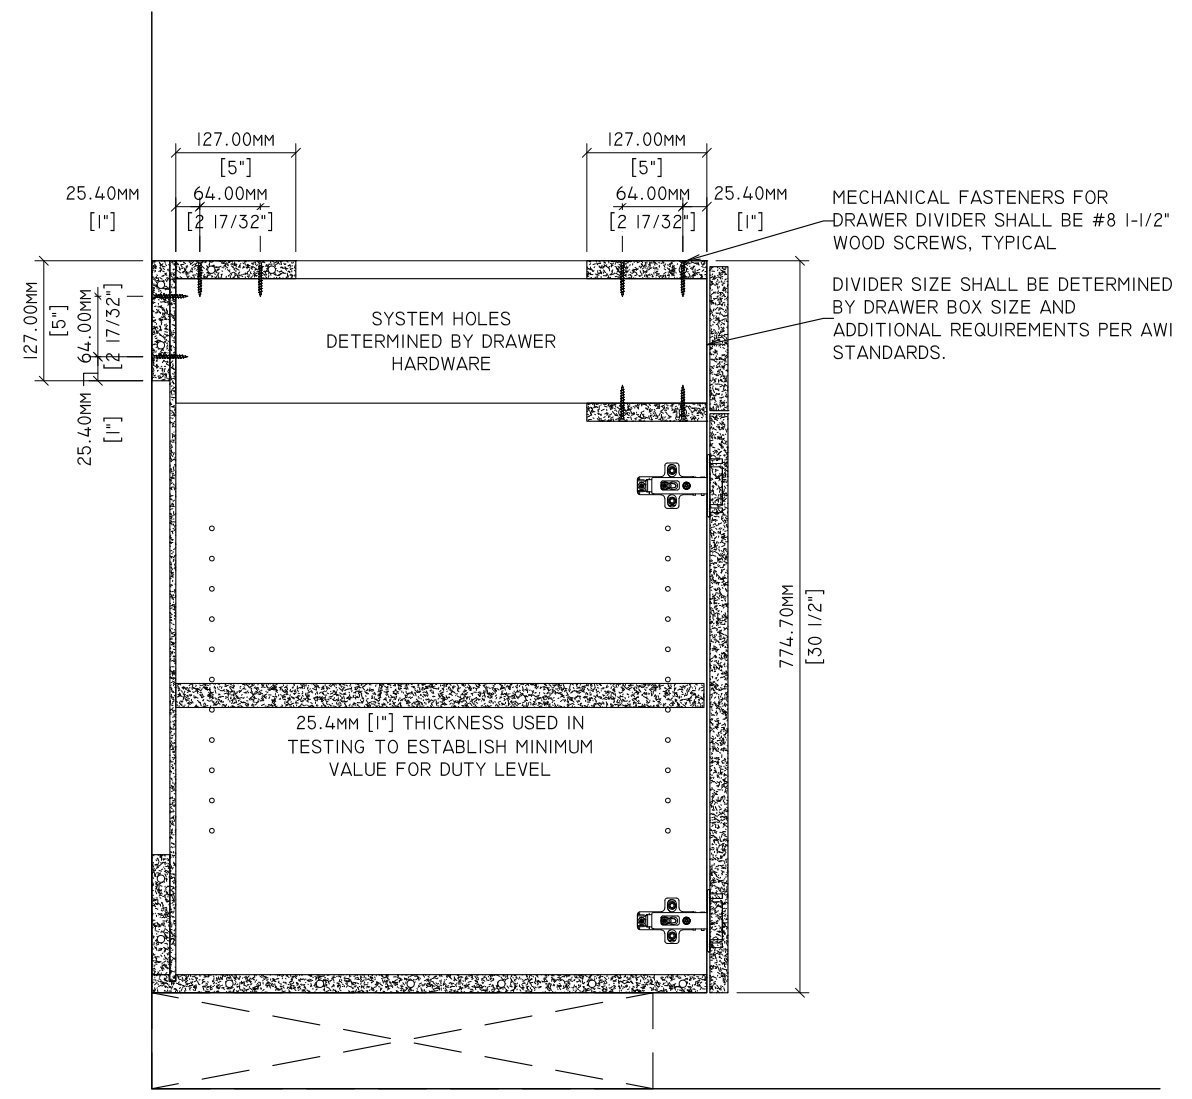 127.00MM
[5"]
127.00MM
[5"]
25.40MM
[1"]
64.00MM
[2 17/32"]
64.00MM
[2 17/32"]
25.40MM
[1"]
MECHANICAL FASTENERS FOR
DRAWER DIVIDER SHALL BE #8 1-1/2"
WOOD SCREWS, TYPICAL
DIVIDER SIZE SHALL BE DETERMINED
BY DRAWER BOX SIZE AND
ADDITIONAL REQUIREMENTS PER AWI
STANDARDS.
127.00MM
[5"]
64.00MM
[2 17/32"]
25.40MM
[1"]
SYSTEM HOLES
DETERMINED BY DRAWER
HARDWARE
774.70MM
[30 1/2"]
25.4MM [1"] THICKNESS USED IN
TESTING TO ESTABLISH MINIMUM
VALUE FOR DUTY LEVEL